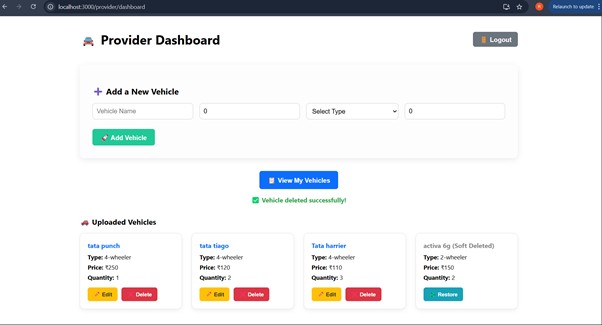 localhost:3000/provider/dashboard
Relaunch to update
Provider Dashboard
Logout
Add a New Vehicle
Vehicle Name
0
Select Type
0
Add Vehicle
View My Vehicles
Vehicle deleted successfully!
Uploaded Vehicles
tata punch
Type: 4-wheeler
Price: ₹250
Quantity: 1
Edit
Delete
tata tiago
Type: 4-wheeler
Price: ₹120
Quantity: 2
Edit
Delete
Tata harrier
Type: 4-wheeler
Price: ₹110
Quantity: 3
Edit
Delete
activa 6g (Soft Deleted)
Type: 2-wheeler
Price: ₹150
Quantity: 2
Restore